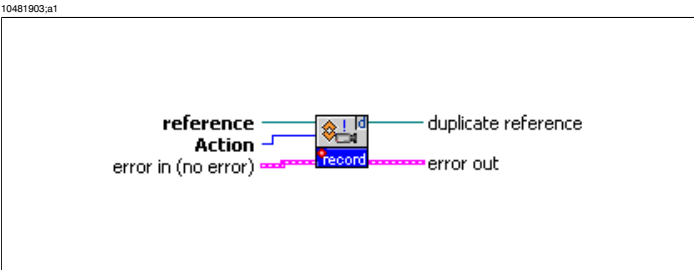 10481903;a1
reference
duplicate reference
Action
error in (no error)
error out
! d
record